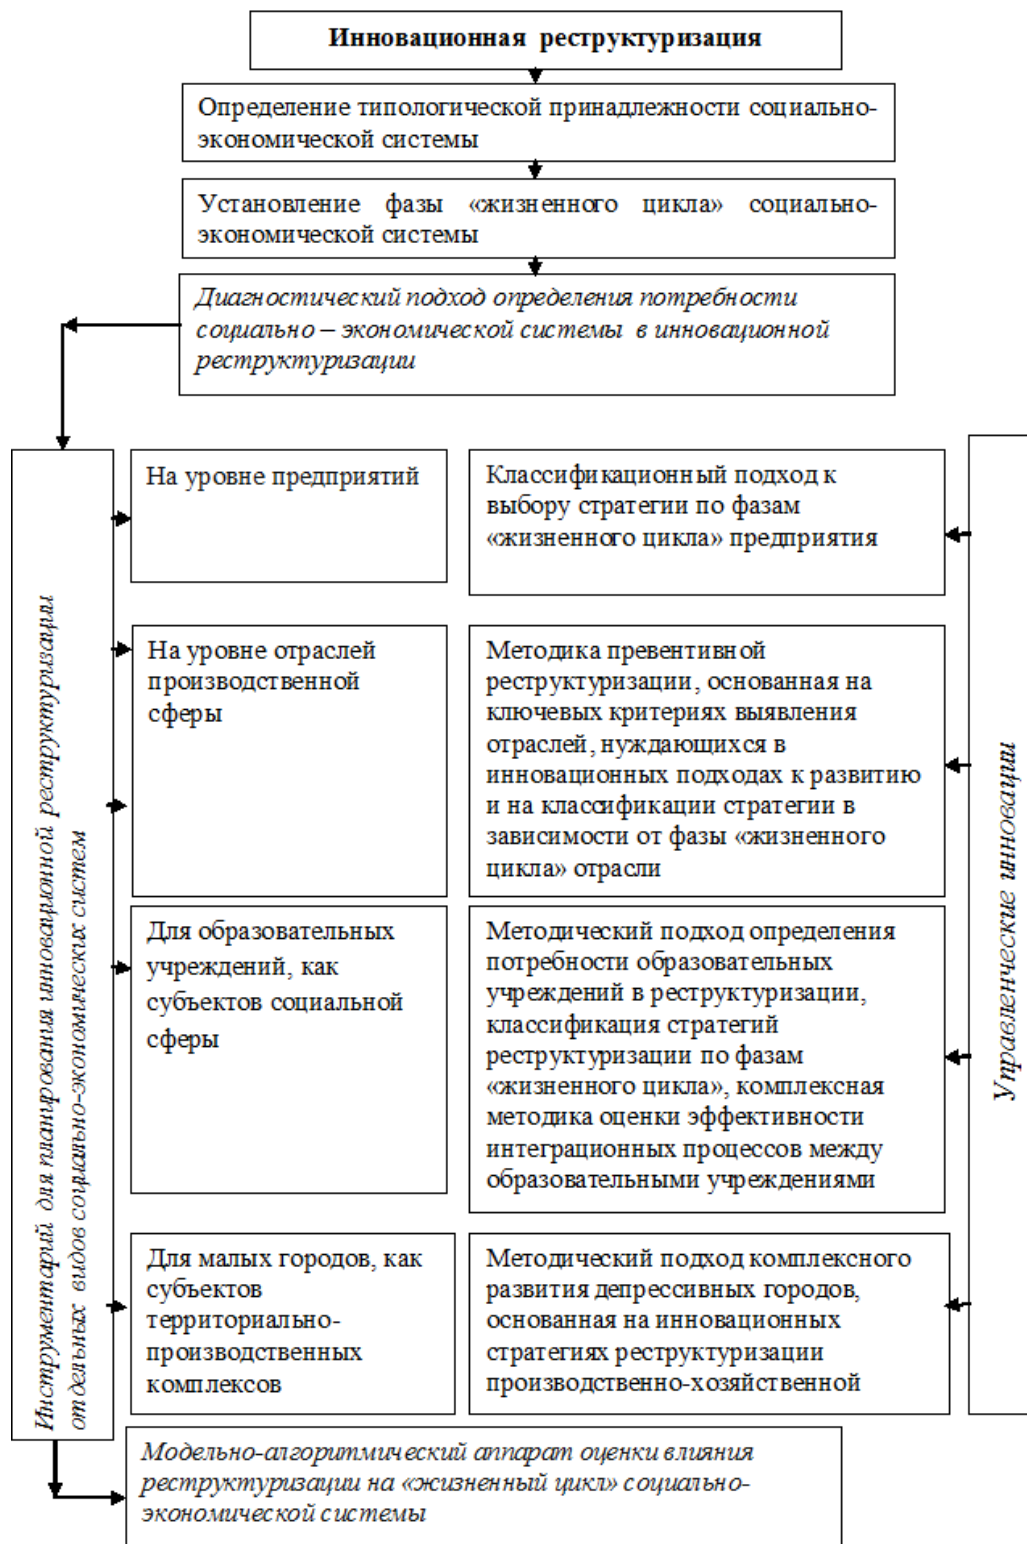 Инновационная реструктуризация
Определение типологической принадлежности социально-
экономической системы
Установление фазы «жизненного цикла» социально-
экономической системы
Диагностический подход определения потребности
социально – экономической системы в инновационной
реструктуризации
Инструментарий для планирования инновационной реструктуризации
отдельных видов социально-экономических систем
На уровне предприятий
Классификационный подход к
выбору стратегии по фазам
«жизненного цикла» предприятия
На уровне отраслей
производственной
сферы
Методика превентивной
реструктуризации, основанная на
ключевых критериях выявления
отраслей, нуждающихся в
инновационных подходах к развитию
и на классификации стратегии в
зависимости от фазы «жизненного
цикла» отрасли
Для образовательных
учреждений, как
субъектов социальной
сферы
Методический подход определения
потребности образовательных
учреждений в реструктуризации,
классификация стратегий
реструктуризации по фазам
«жизненного цикла», комплексная
методика оценки эффективности
интеграционных процессов между
образовательными учреждениями
Для малых городов, как
субъектов
территориально-
производственных
комплексов
Методический подход комплексного
развития депрессивных городов,
основанная на инновационных
стратегиях реструктуризации
производственно-хозяйственной
Управленческие инновации
Модельно-алгоритмический аппарат оценки влияния
реструктуризации на «жизненный цикл» социально-
экономической системы